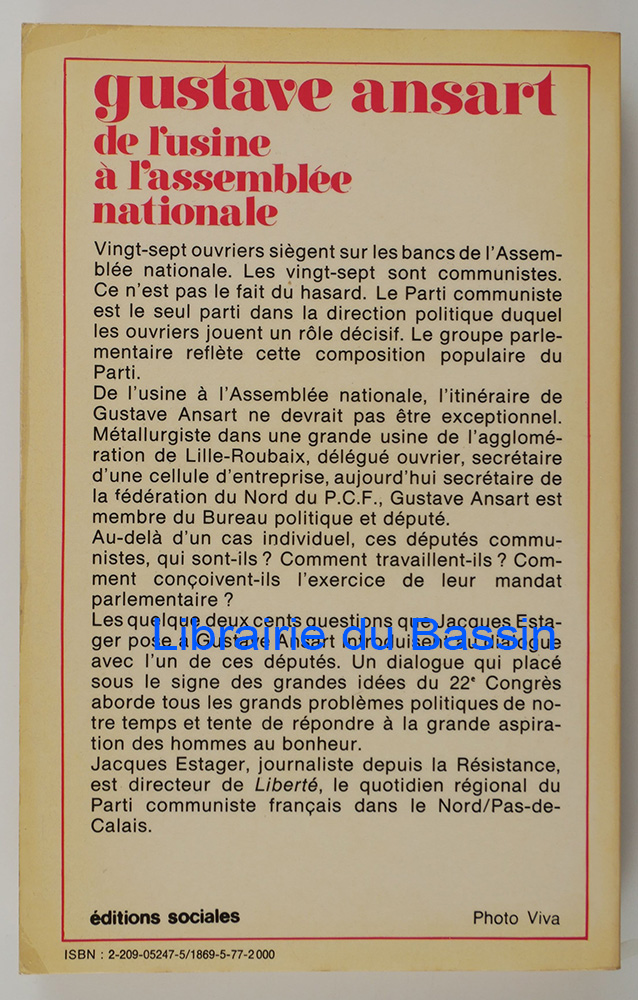 gustave ansart
de l'usine
à l'assemblée
nationale
Vingt-sept ouvriers siègent sur les bancs de l'Assem-
blée nationale. Les vingt-sept sont communistes.
Ce n'est pas le fait du hasard. Le Parti communiste
est le seul parti dans la direction politique duquel
les ouvriers jouent un rôle décisif. Le groupe parle-
mentaire reflète cette composition populaire du
Parti.
De l'usine à l'Assemblée nationale, l'itinéraire de
Gustave Ansart ne devrait pas être exceptionnel.
Métallurgiste dans une grande usine de l'agglomé-
ration de Lille-Roubaix, délégué ouvrier, secrétaire
d'une cellule d'entreprise, aujourd'hui secrétaire de
la fédération du Nord du P.C.F., Gustave Ansart est
membre du Bureau politique et député.
Au-delà d'un cas individuel, ces députés commu-
nistes, qui sont-ils ? Comment travaillent-ils ? Com-
ment conçoivent-ils l'exercice de leur mandat
parlementaire ?
Les quelque deux cents questions que Jacques Esta-
ger pose à Gustave Ansart introduisent au dialogue
Librairie du Bassin
avec l'un de ces députés. Un dialogue qui placé
sous le signe des grandes idées du 22e Congrès
aborde tous les grands problèmes politiques de no-
tre temps et tente de répondre à la grande aspira-
tion des hommes au bonheur.
Jacques Estager, journaliste depuis la Résistance,
est directeur de Liberté, le quotidien régional du
Parti communiste français dans le Nord/Pas-de-
Calais.
éditions sociales
Photo Viva
ISBN : 2-209-05247-5/1869-5-77-2000